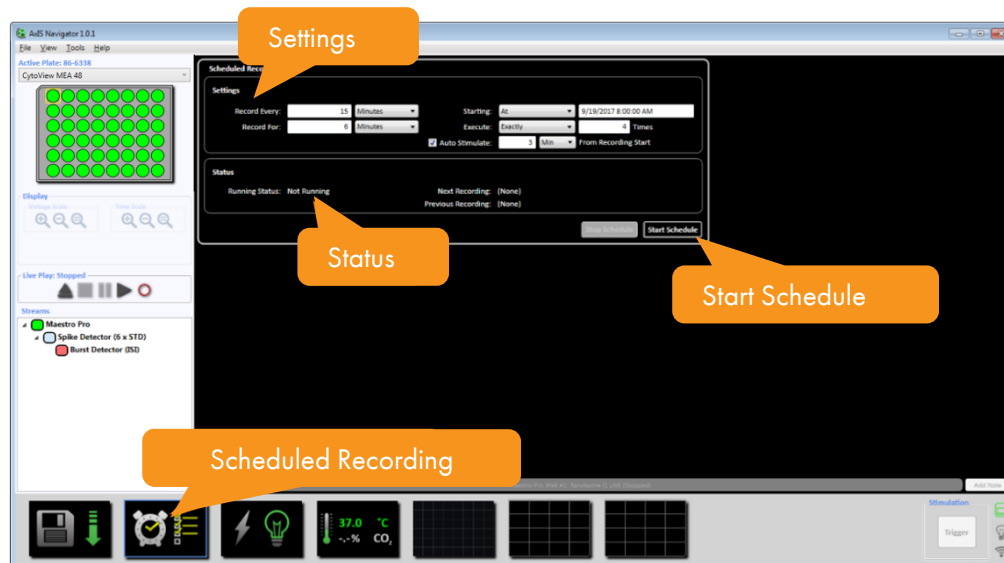 AxIS Navigator 1.0.1
File View Tools Help
Active Plate: 86-6338
CytoView MEA 48
Settings
Scheduled Reco
Settings
Record Every: 15 Minutes Starting: At 9/19/2017 8:00:00 AM
Record For: 6 Minutes Execute: Exactly 4 Times
Auto Stimulate: 3 Min From Recording Start
Status
Running Status: Not Running Next Recording: (None)
Previous Recording: (None)
Stop Schedule Start Schedule
Status
Start Schedule
Display
Voltage Scale Time Scale
Live Play: Stopped
Streams
Maestro Pro
Spike Detector (6 x STD)
Burst Detector (ISI)
Scheduled Recording
Add Note
37.0 °C
-.-% CO₂
Stimulation
Trigger